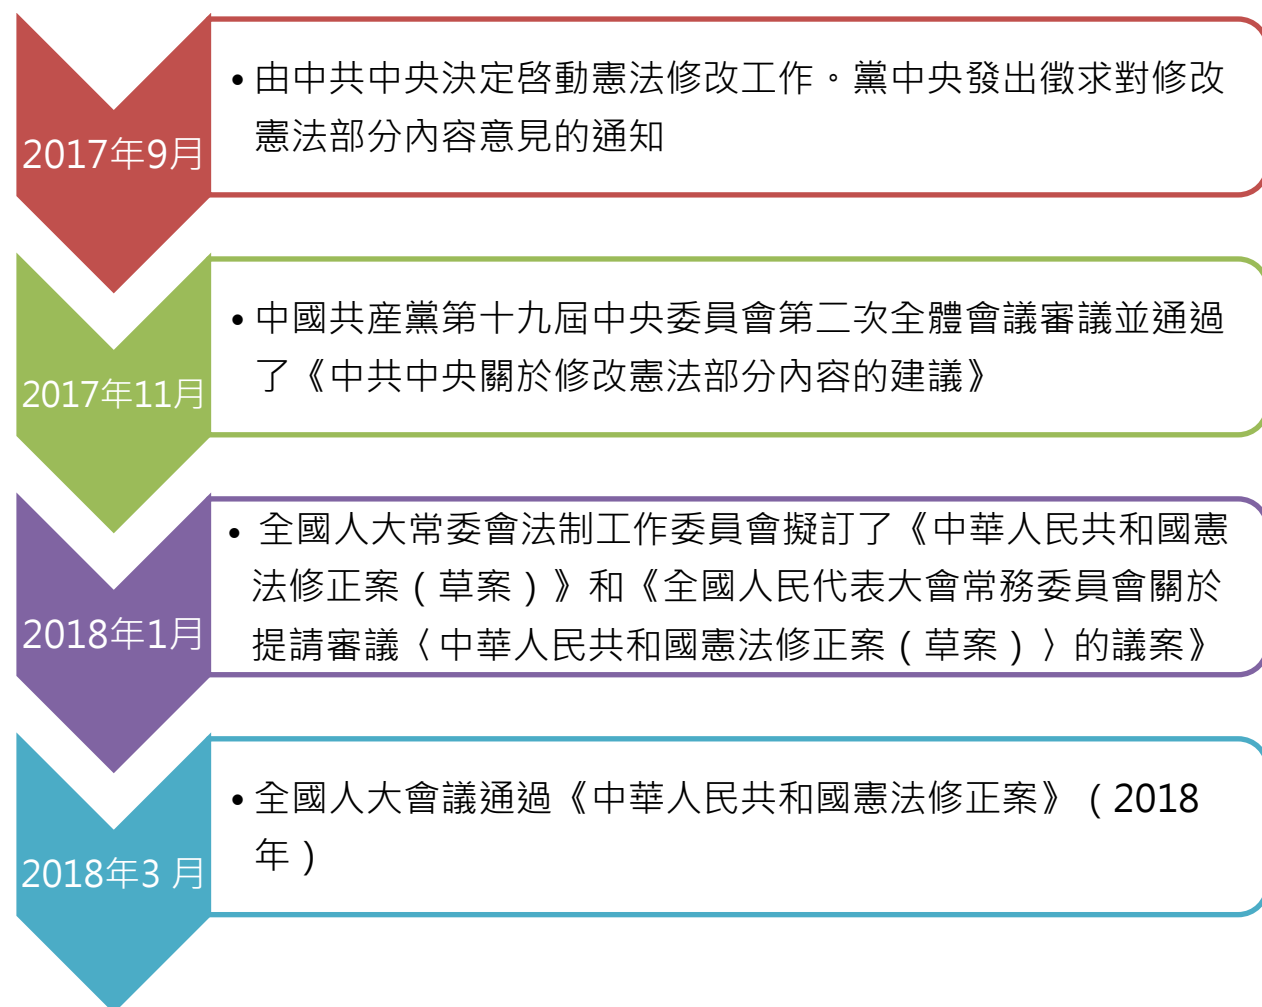 2017年9月
• 由中共中央決定啓動憲法修改工作。黨中央發出徵求對修改
憲法部分內容意見的通知
2017年11月
• 中國共産黨第十九屆中央委員會第二次全體會議審議並通過
了《中共中央關於修改憲法部分內容的建議》
2018年1月
• 全國人大常委會法制工作委員會擬訂了《中華人民共和國憲
法修正案（草案）》和《全國人民代表大會常務委員會關於
提請審議〈中華人民共和國憲法修正案（草案）〉的議案》
2018年3 月
• 全國人大會議通過《中華人民共和國憲法修正案》（2018
年）